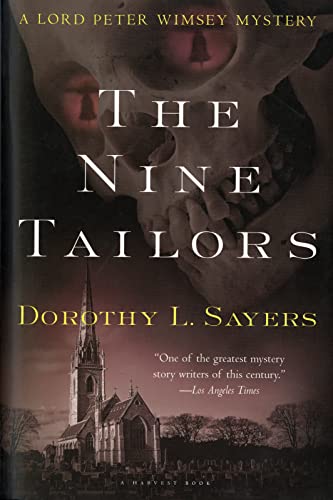 A LORD PETER WIMSEY MYSTERY
THE
NINE
TAILORS
DOROTHY L. SAYERS
“One of the greatest mystery
story writers of this century.”
—Los Angeles Times
A HARVEST BOOK